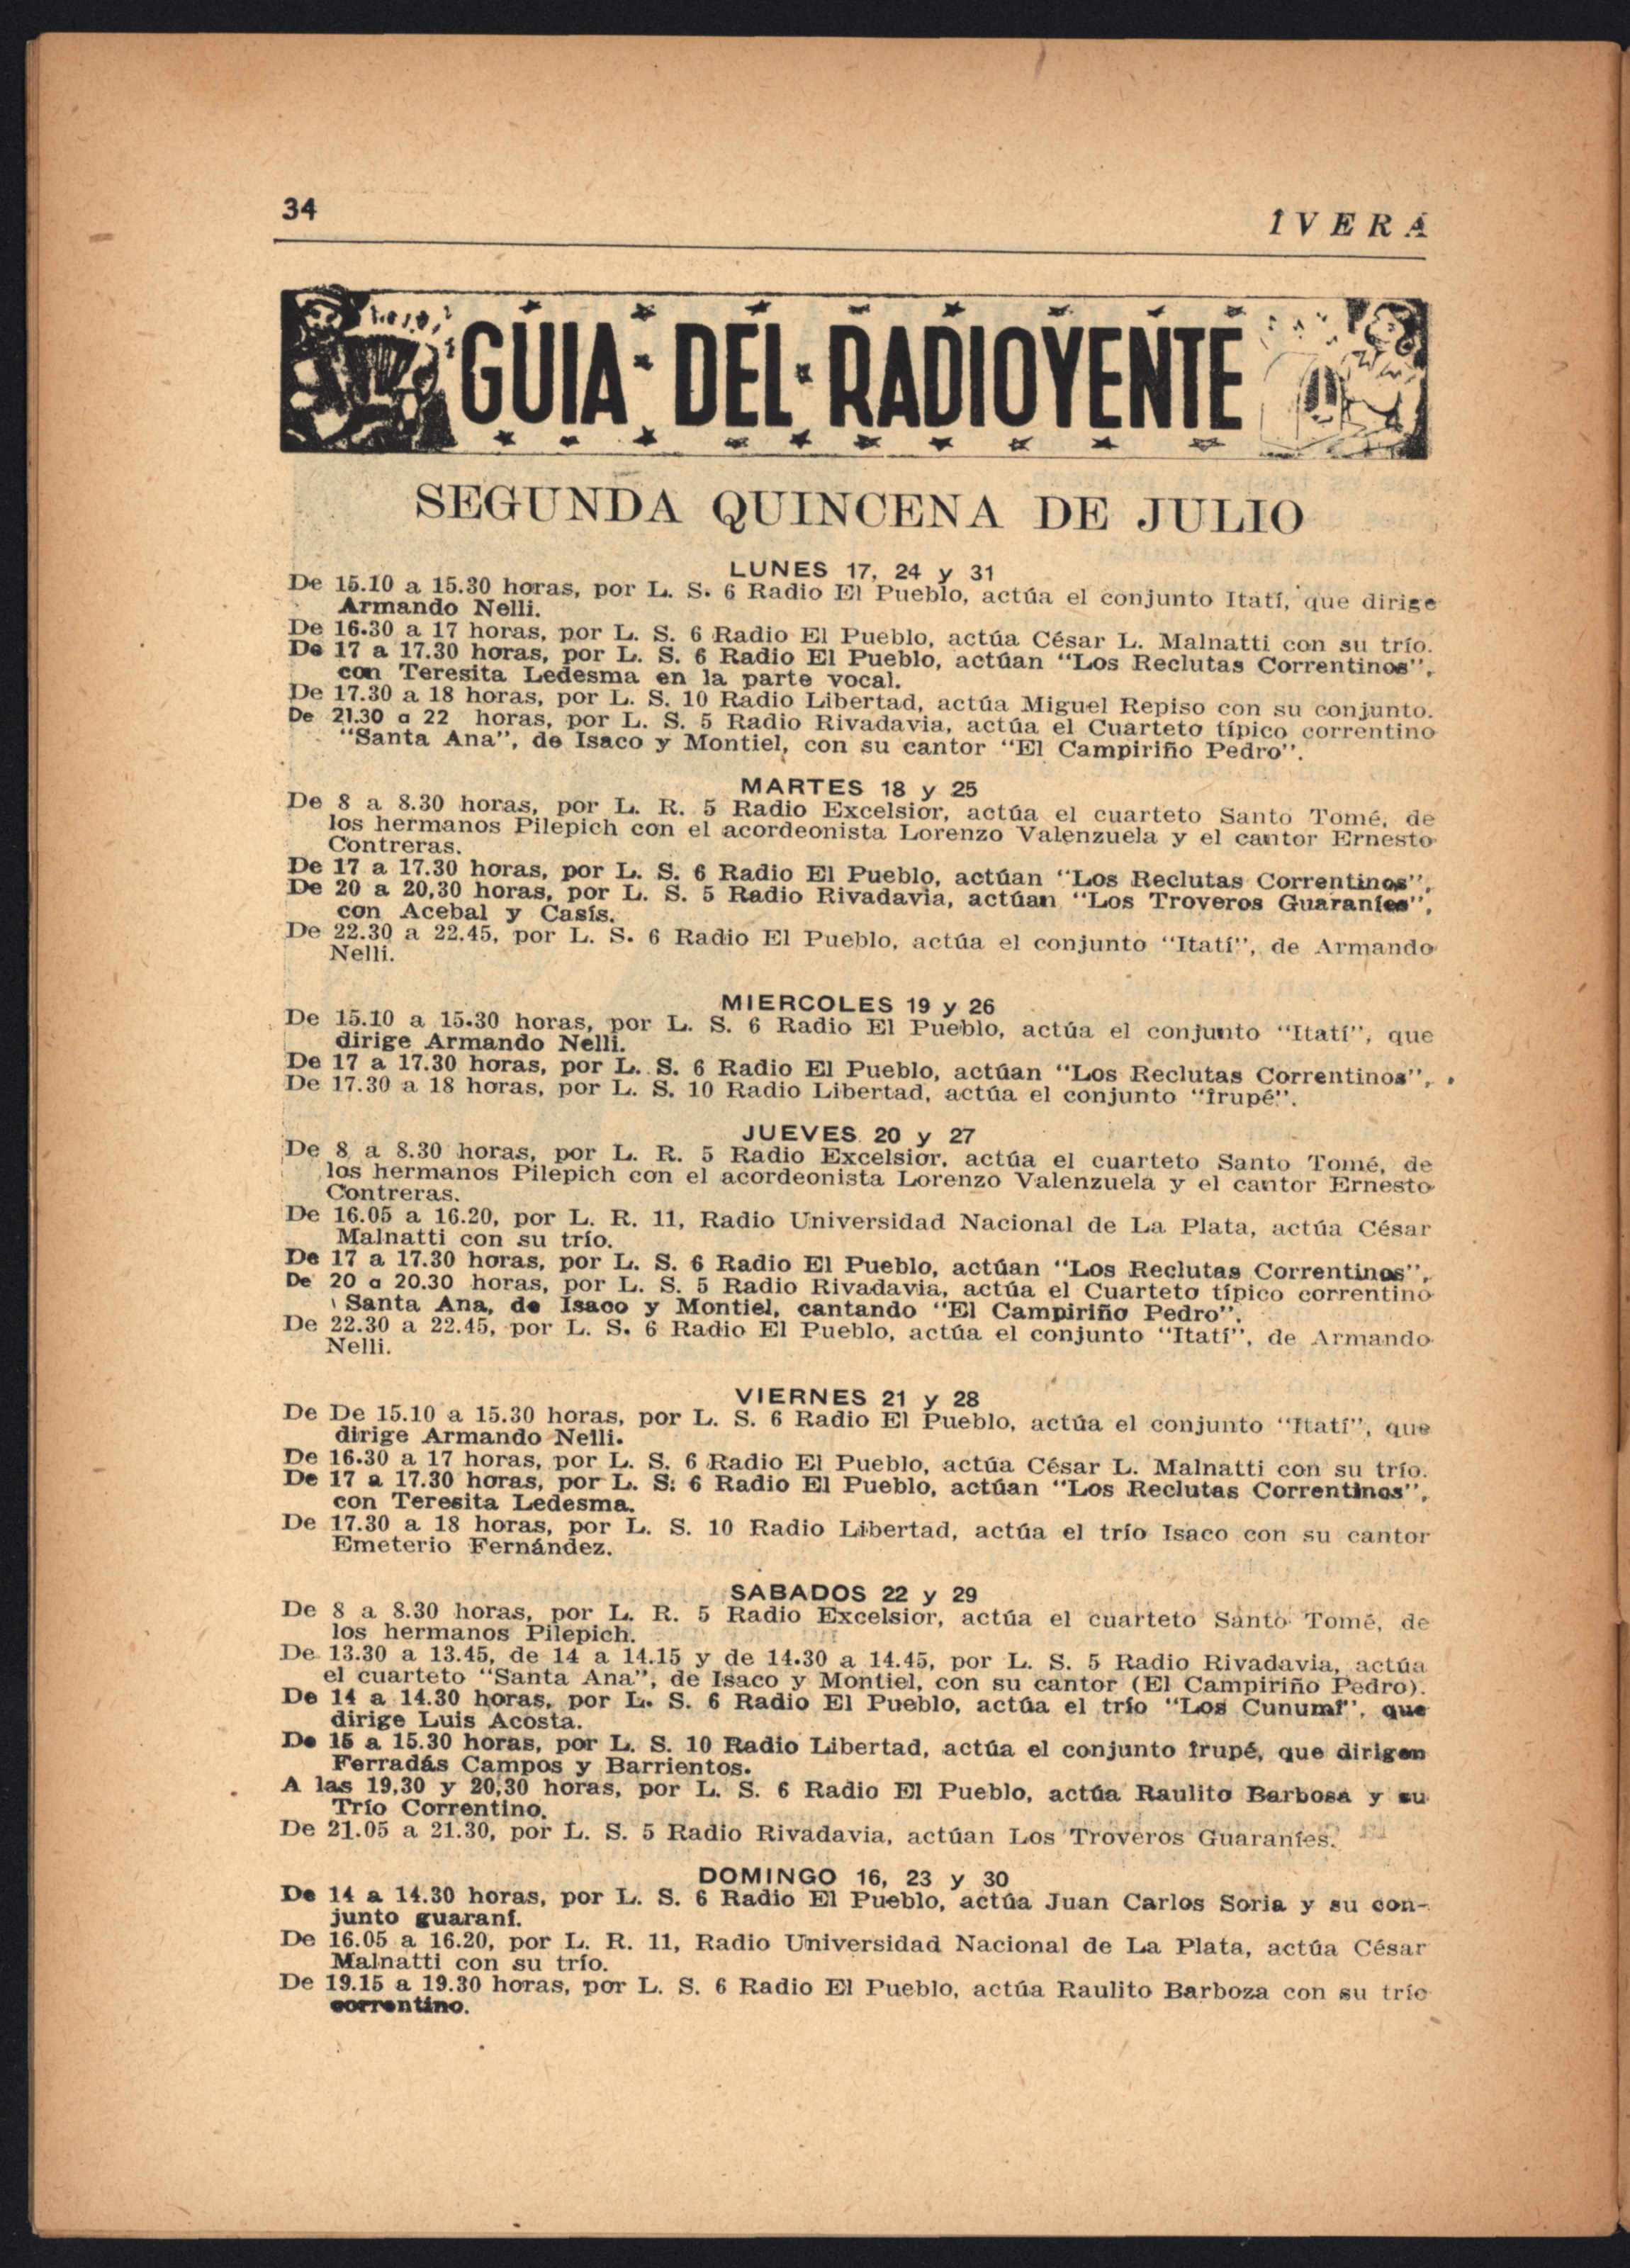 34
ÎVERÁ
GUIA DEL RADIOYENTE
SEGUNDA QUINCENA DE JULIO
LUNES 17, 24 y 31
De 15.10 a 15.30 horas, por L. S. 6 Radio El Pueblo, actúa el conjunto Itatí, que dirige
Armando Nelli.
De 16.30 a 17 horas, por L. S. 6 Radio El Pueblo, actúa César L. Malnatti con su trío.
De 17 a 17.30 horas, por L. S. 6 Radio El Pueblo, actúan "Los Reclutas Correntinos",
con Teresita Ledesma en la parte vocal.
De 17.30 a 18 horas, por L. S. 10 Radio Libertad, actúa Miguel Repiso con su conjunto.
De 21.30 a 22 horas, por L. S. 5 Radio Rivadavia, actúa el Cuarteto típico correntino
"Santa Ana", de Isaco y Montiel, con su cantor "El Campiriño Pedro".
MARTES 18 y 25
De 8 a 8.30 horas, por L. R. 5 Radio Excelsior, actúa el cuarteto Santo Tomé, de
los hermanos Pilepich con el acordeonista Lorenzo Valenzuela y el cantor Ernesto
Contreras.
De 17 a 17.30 horas, por L. S. 6 Radio El Pueblo, actúan "Los Reclutas Correntinos",
De 20 a 20,30 horas, por L. S. 5 Radio Rivadavia, actúan "Los Troveros Guaraníes",
con Acebal y Casís.
De 22.30 a 22.45, por L. S. 6 Radio El Pueblo, actúa el conjunto "Itatí", de Armando
Nelli.
MIERCOLES 19 y 26
De 15.10 a 15.30 horas, por L. S. 6 Radio El Pueblo, actúa el conjunto "Itatí", que
dirige Armando Nelli.
De 17 a 17.30 horas, por L. S. 6 Radio El Pueblo, actúan "Los Reclutas Correntinos",
De 17.30 a 18 horas, por L. S. 10 Radio Libertad, actúa el conjunto "îrupé".
JUEVES 20 y 27
De 8 a 8.30 horas, por L. R. 5 Radio Excelsior, actúa el cuarteto Santo Tomé, de
los hermanos Pilepich con el acordeonista Lorenzo Valenzuela y el cantor Ernesto
Contreras.
De 16.05 a 16.20, por L. R. 11, Radio Universidad Nacional de La Plata, actúa César
Malnatti con su trío.
De 17 a 17.30 horas, por L. S. 6 Radio El Pueblo, actúan "Los Reclutas Correntinos",
De 20 a 20.30 horas, por L. S. 5 Radio Rivadavia, actúa el Cuarteto típico correntino
Santa Ana, de Isaco y Montiel, cantando "El Campiriño Pedro".
De 22.30 a 22.45, por L. S. 6 Radio El Pueblo, actúa el conjunto "Itatí", de Armando
Nelli.
VIERNES 21 y 28
De De 15.10 a 15.30 horas, por L. S. 6 Radio El Pueblo, actúa el conjunto "Itatí", que
dirige Armando Nelli.
De 16.30 a 17 horas, por L. S. 6 Radio El Pueblo, actúa César L. Malnatti con su trío.
De 17 a 17.30 horas, por L. S: 6 Radio El Pueblo, actúan "Los Reclutas Correntinos",
con Teresita Ledesma.
De 17.30 a 18 horas, por L. S. 10 Radio Libertad, actúa el trío Isaco con su cantor
Emeterio Fernández.
SABADOS 22 y 29
De 8 a 8.30 horas, por L. R. 5 Radio Excelsior, actúa el cuarteto Santo Tomé, de
los hermanos Pilepich.
De 13.30 a 13.45, de 14 a 14.15 y de 14.30 a 14.45, por L. S. 5 Radio Rivadavia, actúa
el cuarteto "Santa Ana", de Isaco y Montiel, con su cantor (El Campiriño Pedro).
De 14 a 14.30 horas, por L. S. 6 Radio El Pueblo, actúa el trío "Los Cunumí", que
dirige Luis Acosta.
De 15 a 15.30 horas, por L. S. 10 Radio Libertad, actúa el conjunto îrupé, que dirigen
Ferradás Campos y Barrientos.
A las 19,30 y 20,30 horas, por L. S. 6 Radio El Pueblo, actúa Raulito Barbosa y su
Trío Correntino.
De 21.05 a 21.30, por L. S. 5 Radio Rivadavia, actúan Los Troveros Guaraníes.
DOMINGO 16, 23 y 30
De 14 a 14.30 horas, por L. S. 6 Radio El Pueblo, actúa Juan Carlos Soria y su con-
junto guaraní.
De 16.05 a 16.20, por L. R. 11, Radio Universidad Nacional de La Plata, actúa César
Malnatti con su trío.
De 19.15 a 19.30 horas, por L. S. 6 Radio El Pueblo, actúa Raulito Barboza con su trío
correntino.